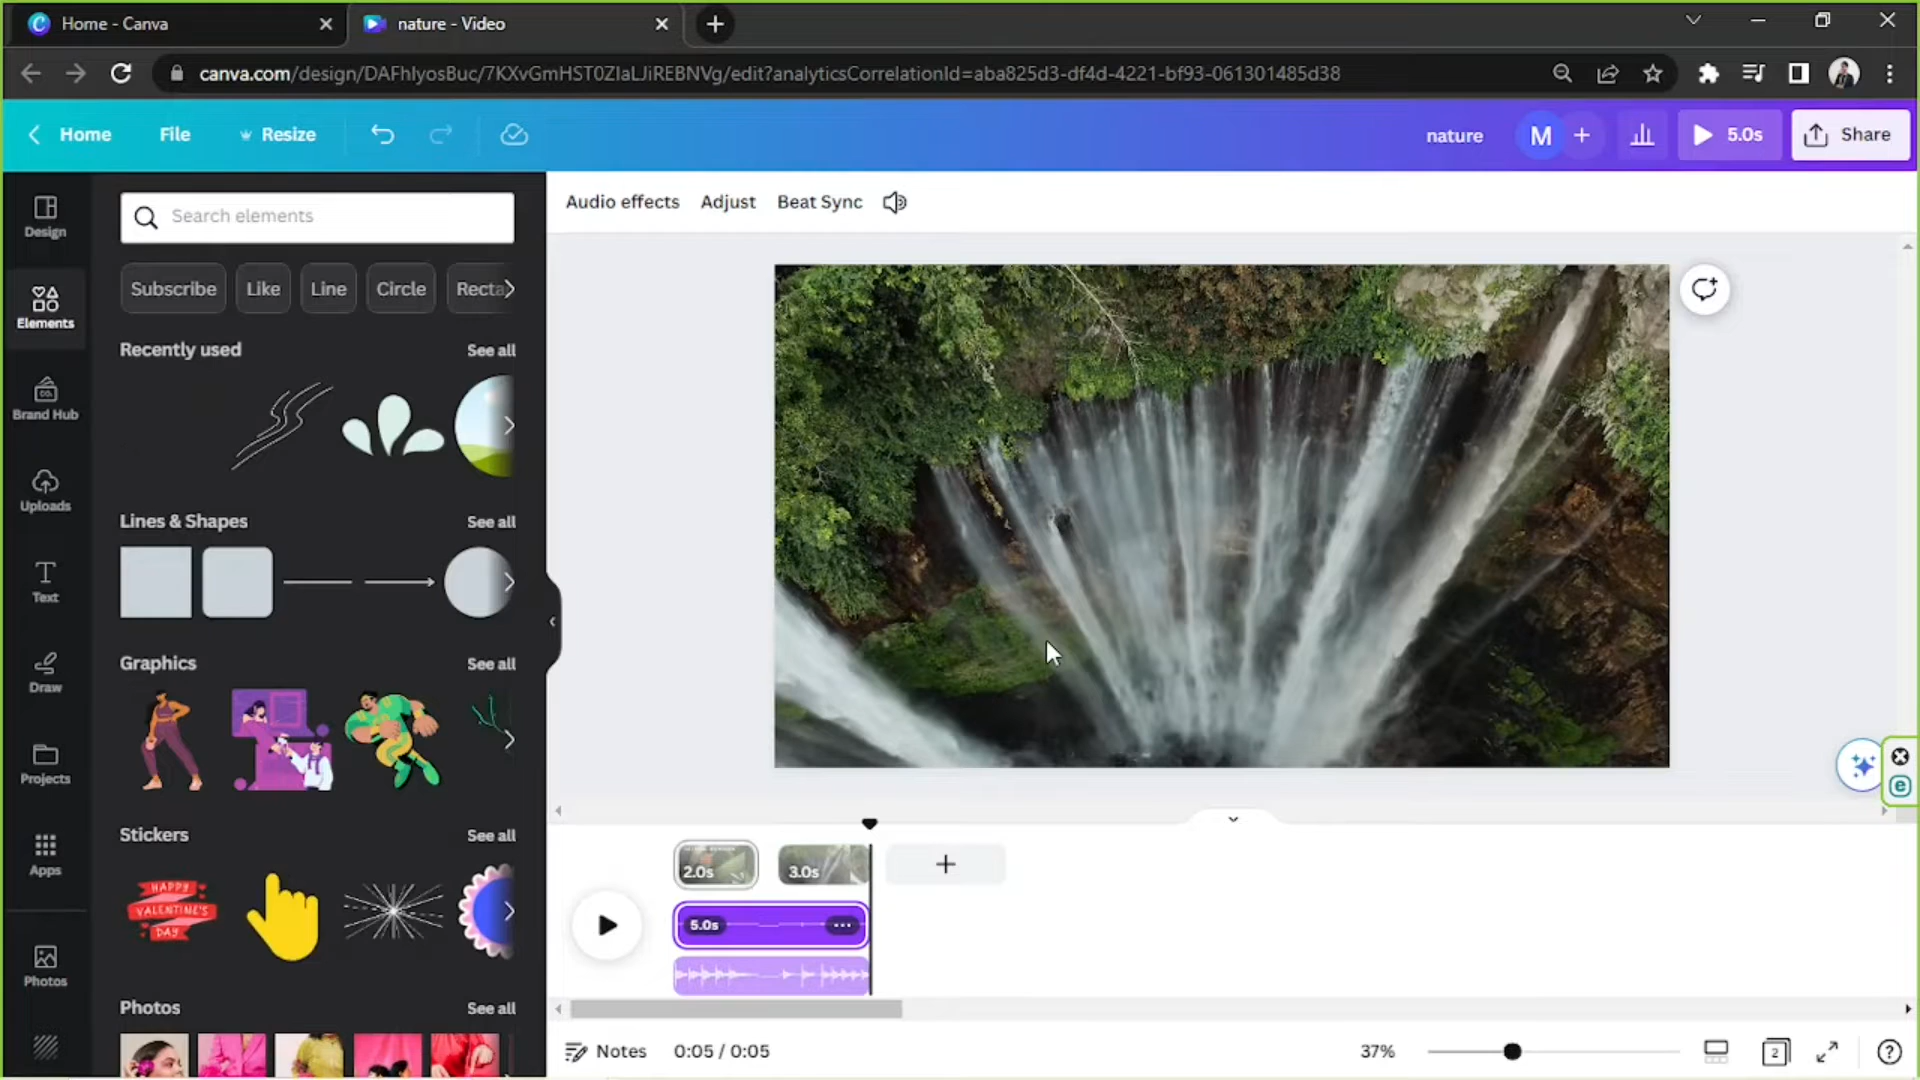 Home - Canva
nature - Video
canva.com/design/DAFhlyosBuc/7KXvGmHST0ZlaLJiREBNVg/edit?analyticsCorrelationId=aba825d3-df4d-4221-bf93-061301485d38
Home
File
Resize
nature
M
5.0s
Share
Design
Elements
Brand Hub
Uploads
Text
Draw
Projects
Apps
Photos
Search elements
Subscribe
Like
Line
Circle
Recta
Recently used
See all
Lines & Shapes
See all
Graphics
See all
Stickers
See all
HAPPY
VALENTINE'S
DAY
Photos
See all
Audio effects
Adjust
Beat Sync
2.0s
3.0s
5.0s
Notes
0:05 / 0:05
37%
2